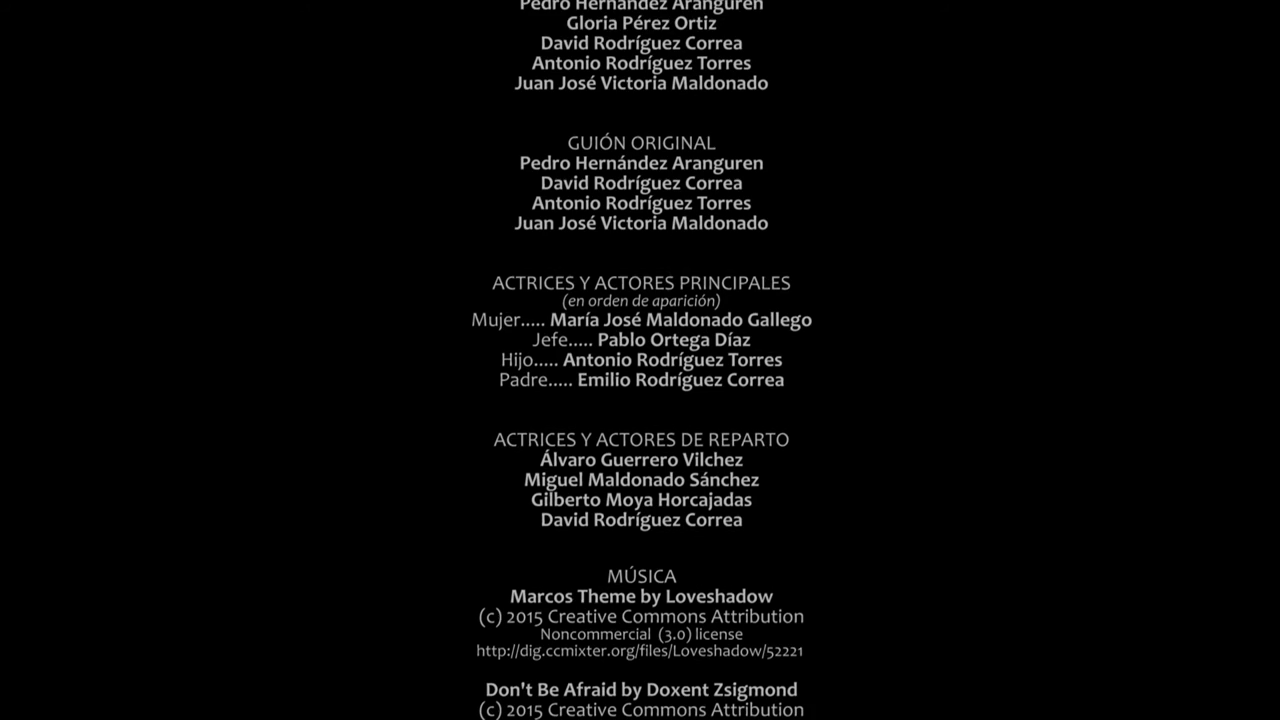 Pedro Hernández Aranguren
Gloria Pérez Ortiz
David Rodríguez Correa
Antonio Rodríguez Torres
Juan José Victoria Maldonado
GUIÓN ORIGINAL
Pedro Hernández Aranguren
David Rodríguez Correa
Antonio Rodríguez Torres
Juan José Victoria Maldonado
ACTRICES Y ACTORES PRINCIPALES
(en orden de aparición)
Mujer..... María José Maldonado Gallego
Jefe..... Pablo Ortega Díaz
Hijo..... Antonio Rodríguez Torres
Padre..... Emilio Rodríguez Correa
ACTRICES Y ACTORES DE REPARTO
Álvaro Guerrero Vilchez
Miguel Maldonado Sánchez
Gilberto Moya Horcajadas
David Rodríguez Correa
MÚSICA
Marcos Theme by Loveshadow
(c) 2015 Creative Commons Attribution
Noncommercial (3.0) license
http://dig.ccmixter.org/files/Loveshadow/52221
Don't Be Afraid by Doxent Zsigmond
(c) 2015 Creative Commons Attribution